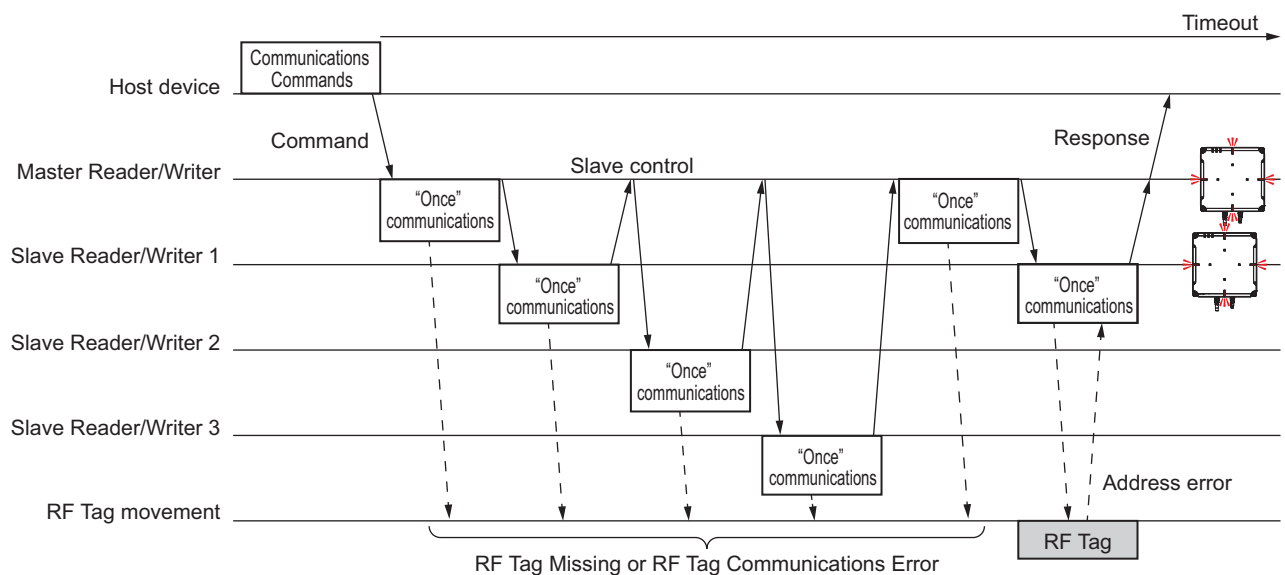 Timeout
Communications
Commands
Host device
Command
Response
Master Reader/Writer
Slave control
“Once”
communications
“Once”
communications
Slave Reader/Writer 1
“Once”
communications
“Once”
communications
Slave Reader/Writer 2
“Once”
communications
Slave Reader/Writer 3
“Once”
communications
Address error
RF Tag movement
RF Tag
RF Tag Missing or RF Tag Communications Error